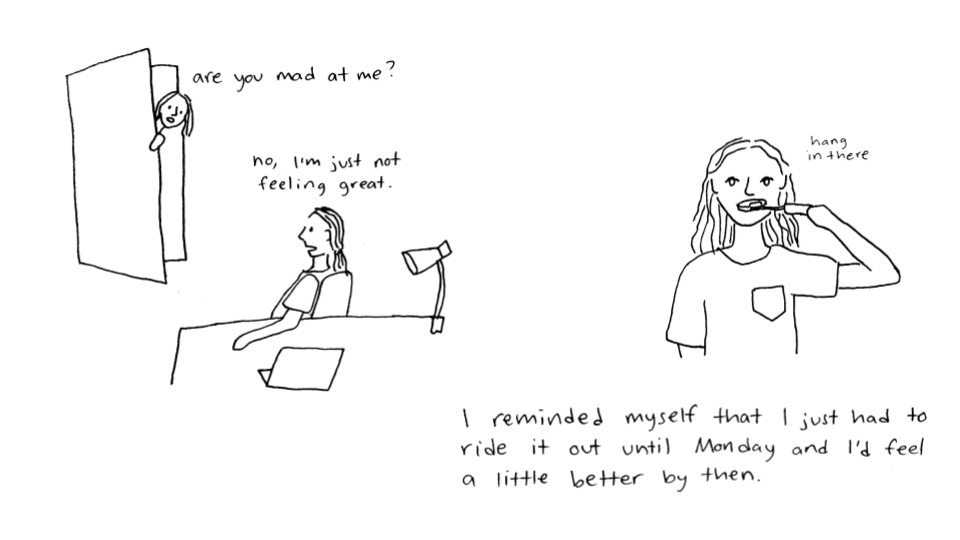 are you mad at me?
no, I'm just not
feeling great.
hang
in there
I reminded myself that I just had to
ride it out until Monday and I'd feel
a little better by then.